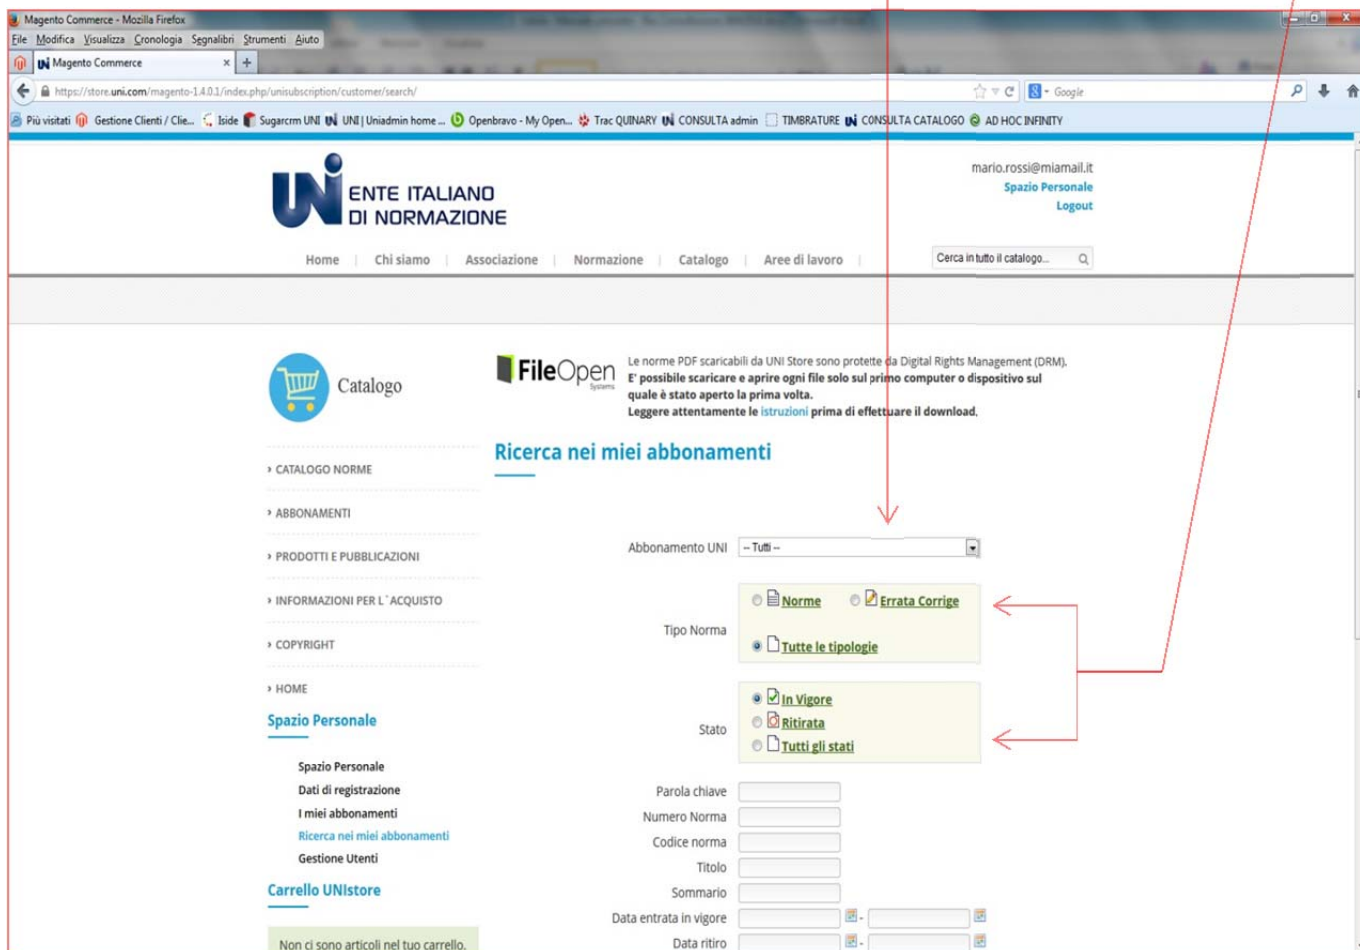 Magento Commerce - Mozilla Firefox
File Modifica Visualizza Cronologia Segnalibri Strumenti Aiuto
UNI Magento Commerce × +
https://store.uni.com/magento-1.4.0.1/index.php/unisubscription/customer/search/
Google
Più visitati Gestione Clienti / Clie... Iside Sugarcrm UNI UNI | Uniadmin home ... Openbravo - My Open... Trac QUINARY CONSULTA admin TIMBRATURE CONSULTA CATALOGO AD HOC INFINITY
mario.rossi@miamail.it
Spazio Personale
Logout
UNI ENTE ITALIANO
DI NORMAZIONE
Home | Chi siamo | Associazione | Normazione | Catalogo | Aree di lavoro |
Cerca in tutto il catalogo...
Catalogo
FileOpen
Systems
Le norme PDF scaricabili da UNI Store sono protette da Digital Rights Management (DRM).
E' possibile scaricare e aprire ogni file solo sul primo computer o dispositivo sul
quale è stato aperto la prima volta.
Leggere attentamente le istruzioni prima di effettuare il download.
Ricerca nei miei abbonamenti
› CATALOGO NORME
› ABBONAMENTI
› PRODOTTI E PUBBLICAZIONI
› INFORMAZIONI PER L`ACQUISTO
› COPYRIGHT
› HOME
Spazio Personale
Spazio Personale
Dati di registrazione
I miei abbonamenti
Ricerca nei miei abbonamenti
Gestione Utenti
Carrello UNIstore
Non ci sono articoli nel tuo carrello.
Abbonamento UNI -- Tutti --
Tipo Norma
Norme Errata Corrige
Tutte le tipologie
Stato
In Vigore
Ritirata
Tutti gli stati
Parola chiave
Numero Norma
Codice norma
Titolo
Sommario
Data entrata in vigore -
Data ritiro -